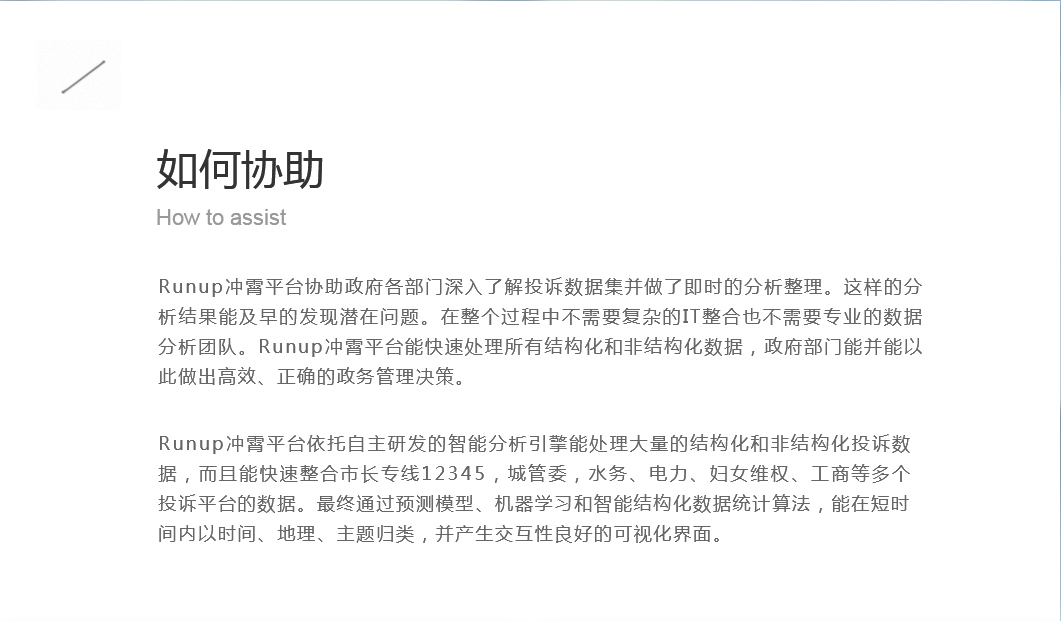 如何协助
How to assist
Runup冲霄平台协助政府各部门深入了解投诉数据集并做了即时的分析整理。这样的分
析结果能及早的发现潜在问题。在整个过程中不需要复杂的IT整合也不需要专业的数据
分析团队。Runup冲霄平台能快速处理所有结构化和非结构化数据，政府部门能并能以
此做出高效、正确的政务管理决策。
Runup冲霄平台依托自主研发的智能分析引擎能处理大量的结构化和非结构化投诉数
据，而且能快速整合市长专线12345，城管委，水务、电力、妇女维权、工商等多个
投诉平台的数据。最终通过预测模型、机器学习和智能结构化数据统计算法，能在短时
间内以时间、地理、主题归类，并产生交互性良好的可视化界面。